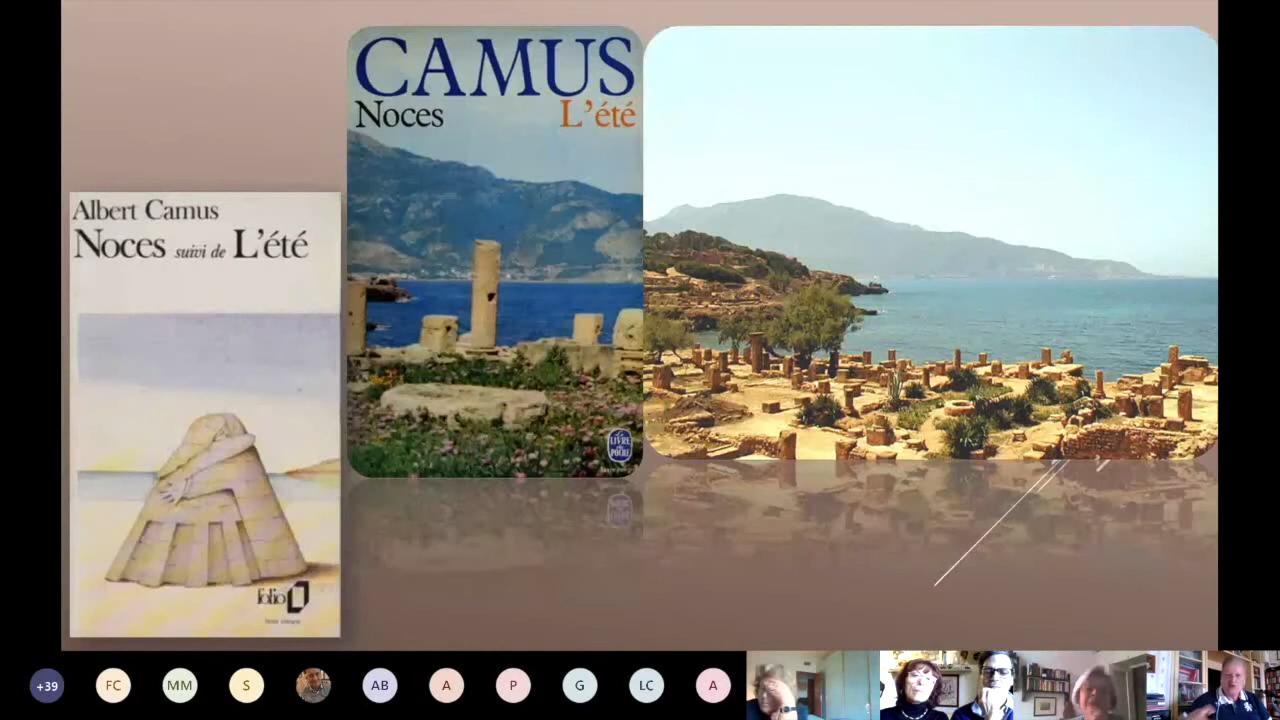 Albert Camus
Noces suivi de L'été
folio
CAMUS
Noces L'été
LE LIVRE DE POCHE
+39
FC
MM
S
AB
A
P
G
LC
A